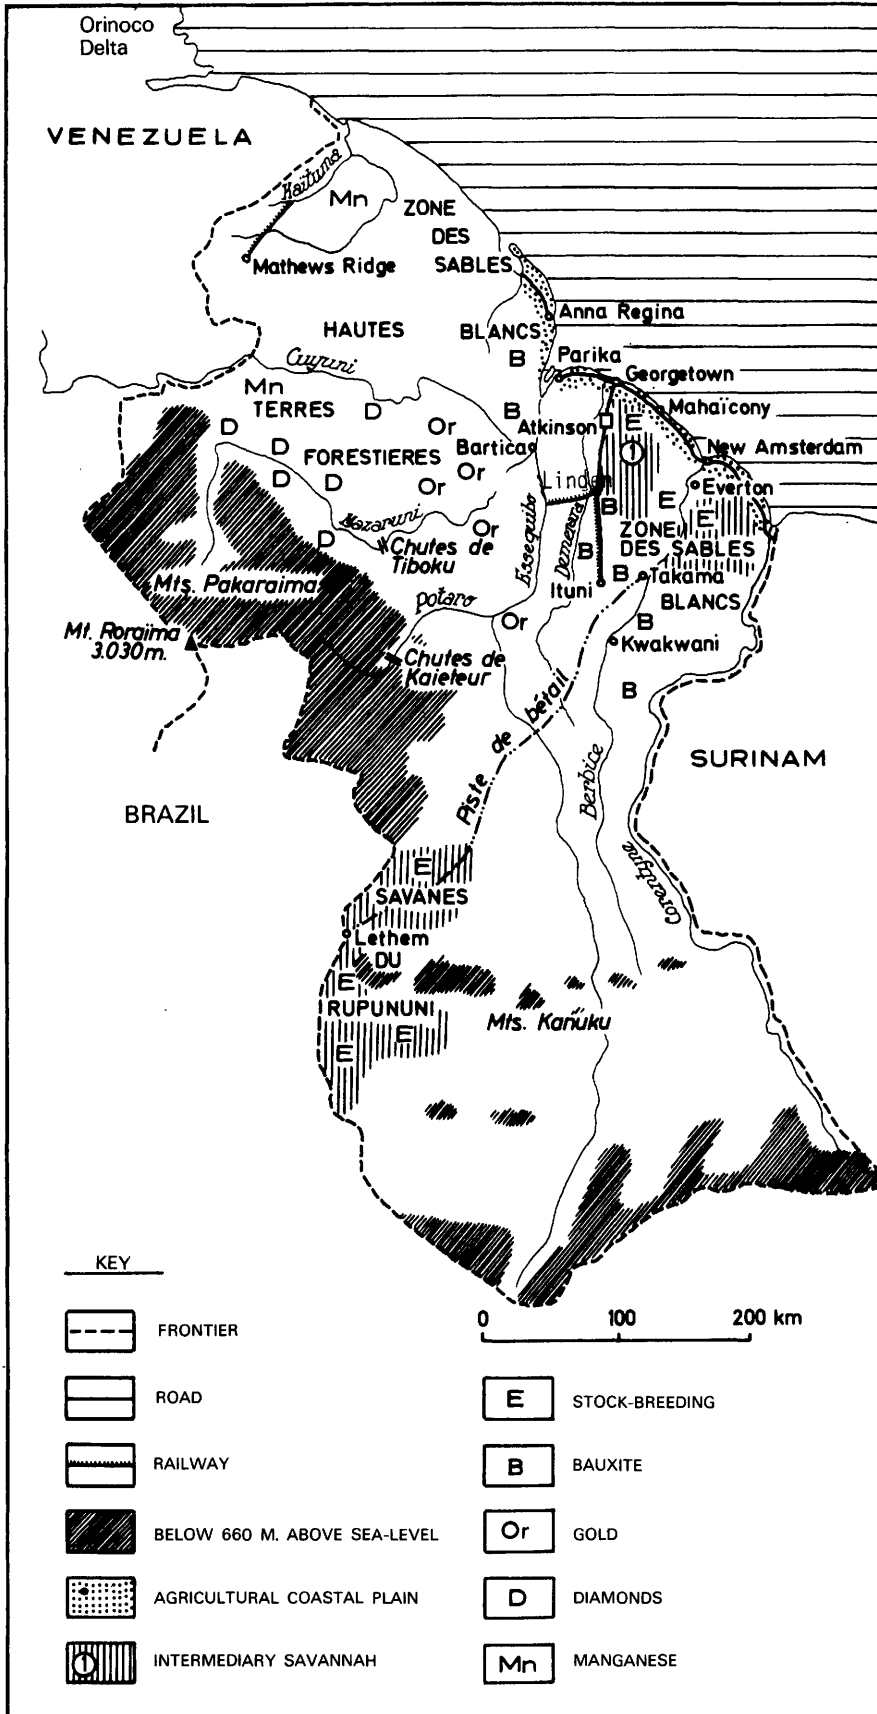 Orinoco
Delta
VENEZUELA
Kaituma
Mn
ZONE
DES
SABLES
Mathews Ridge
Anna Regina
HAUTES
BLANCS
Cuyuni
B
Parika
Georgetown
Mn
TERRES
D
D
Or
B
Mahaïcony
Atkinson
E
D
Bartica
1
New Amsterdam
FORESTIERES
Or
D
D
Or
Linden
Everton
E
E
B
Mazaruni
Or
D
Essequibo
Demerara
ZONE
DES SABLES
Chutes de
Tiboku
B
B
Takama
Mts. Pakaraima
Ituni
BLANCS
potaro
Or
B
Mt. Roraïma
3.030m.
Kwakwani
Chutes de
Kaieteur
B
Piste de bétail
SURINAM
Berbice
BRAZIL
Corentyne
E
SAVANES
Lethem
DU
E
RUPUNUNI
Mts. Kanuku
E
E
KEY
0 100 200 km
FRONTIER
ROAD
E STOCK-BREEDING
RAILWAY
B BAUXITE
BELOW 660 M. ABOVE SEA-LEVEL
Or GOLD
AGRICULTURAL COASTAL PLAIN
D DIAMONDS
1 INTERMEDIARY SAVANNAH
Mn MANGANESE